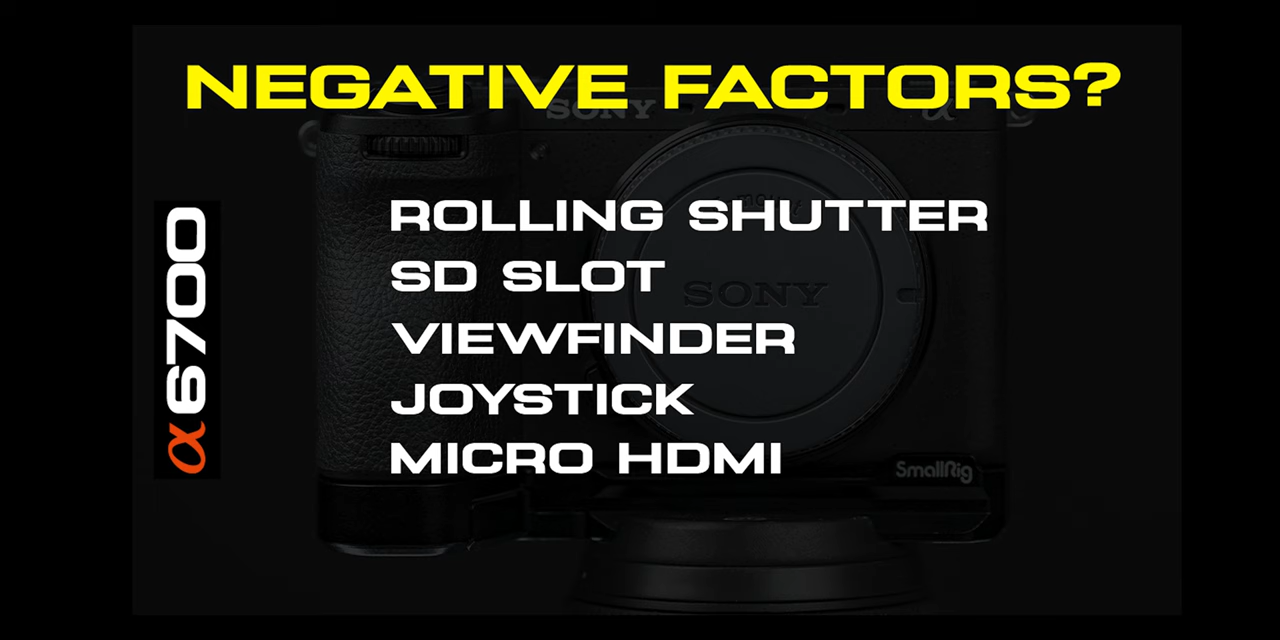 NEGATIVE FACTORS?
SONY α
α6700
ROLLING SHUTTER
SD SLOT
SONY
VIEWFINDER
JOYSTICK
MICRO HDMI
SmallRig